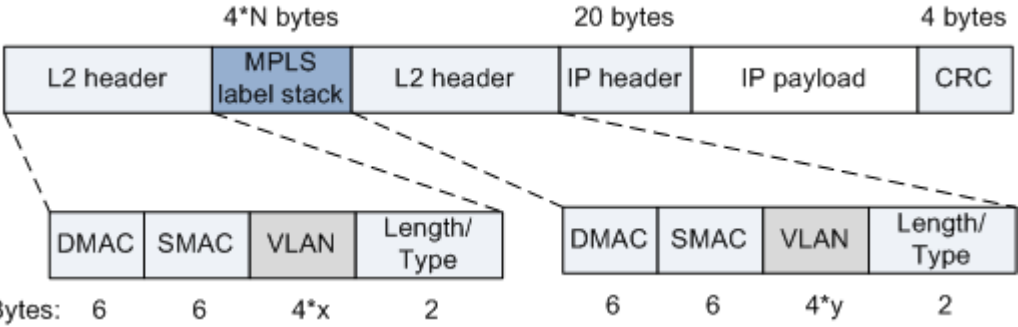 4*N bytes 20 bytes 4 bytes
L2 header MPLS label stack L2 header IP header IP payload CRC
DMAC SMAC VLAN Length/ Type DMAC SMAC VLAN Length/ Type
Bytes: 6 6 4*x 2 6 6 4*y 2